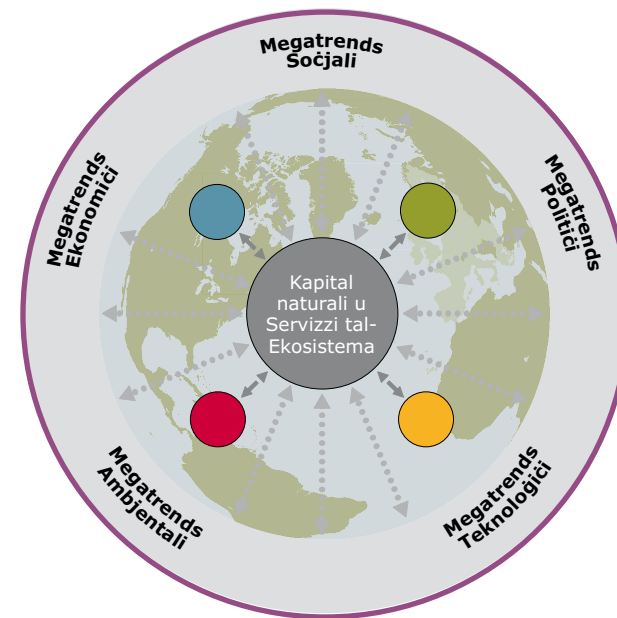 Megatrends
Soċjali
Megatrends
Ekonomiċi
Megatrends
Politiċi
Kapital
naturali u
Servizzi tal-
Ekosistema
Megatrends
Ambjentali
Megatrends
Teknoloġiċi